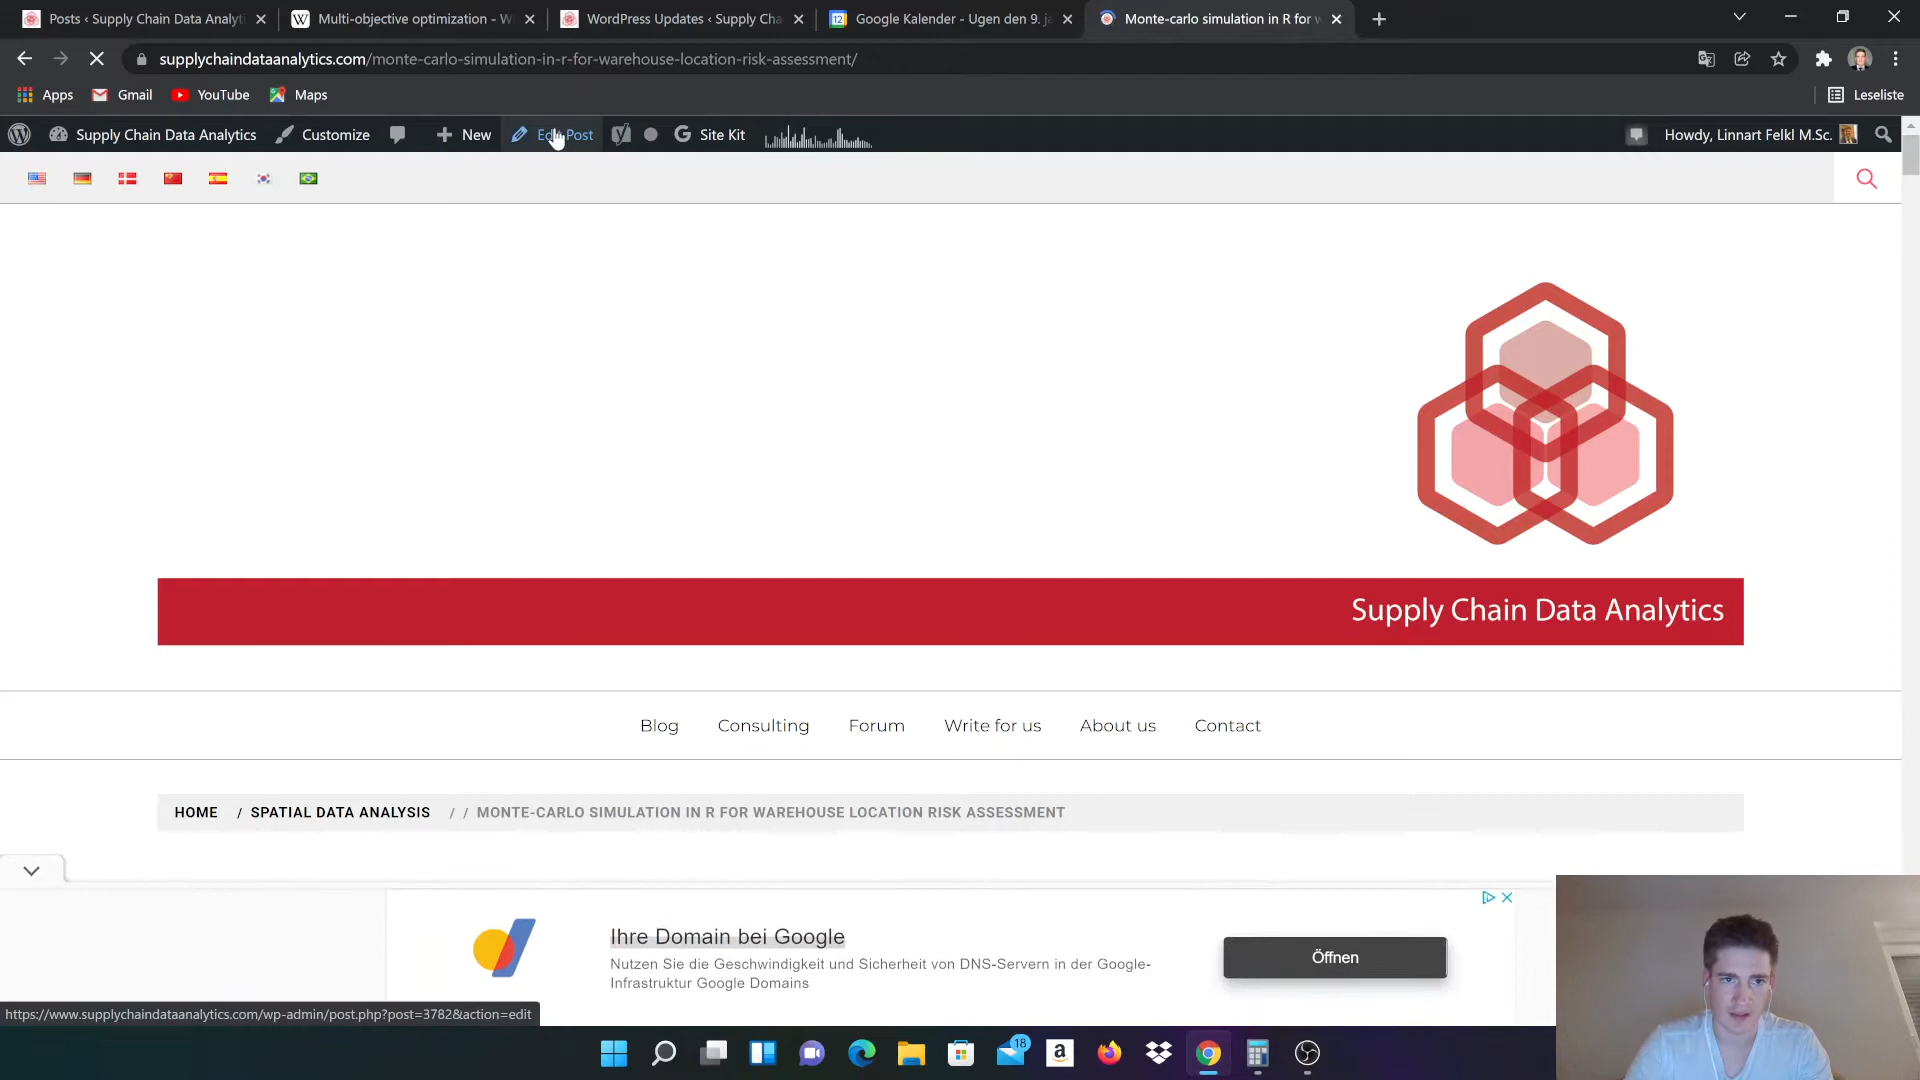 Posts ‹ Supply Chain Data Analyti
Multi-objective optimization - W
WordPress Updates ‹ Supply Cha
12 Google Kalender - Ugen den 9. ja
Monte-carlo simulation in R for w
supplychaindataanalytics.com/monte-carlo-simulation-in-r-for-warehouse-location-risk-assessment/
Apps Gmail YouTube Maps Leseliste
Supply Chain Data Analytics Customize New Edit Post Site Kit Howdy, Linnart Felkl M.Sc.
Supply Chain Data Analytics
Blog Consulting Forum Write for us About us Contact
HOME / SPATIAL DATA ANALYSIS / / MONTE-CARLO SIMULATION IN R FOR WAREHOUSE LOCATION RISK ASSESSMENT
Ihre Domain bei Google
Nutzen Sie die Geschwindigkeit und Sicherheit von DNS-Servern in der Google-
Infrastruktur Google Domains
Öffnen
https://www.supplychaindataanalytics.com/wp-admin/post.php?post=3782&action=edit
18